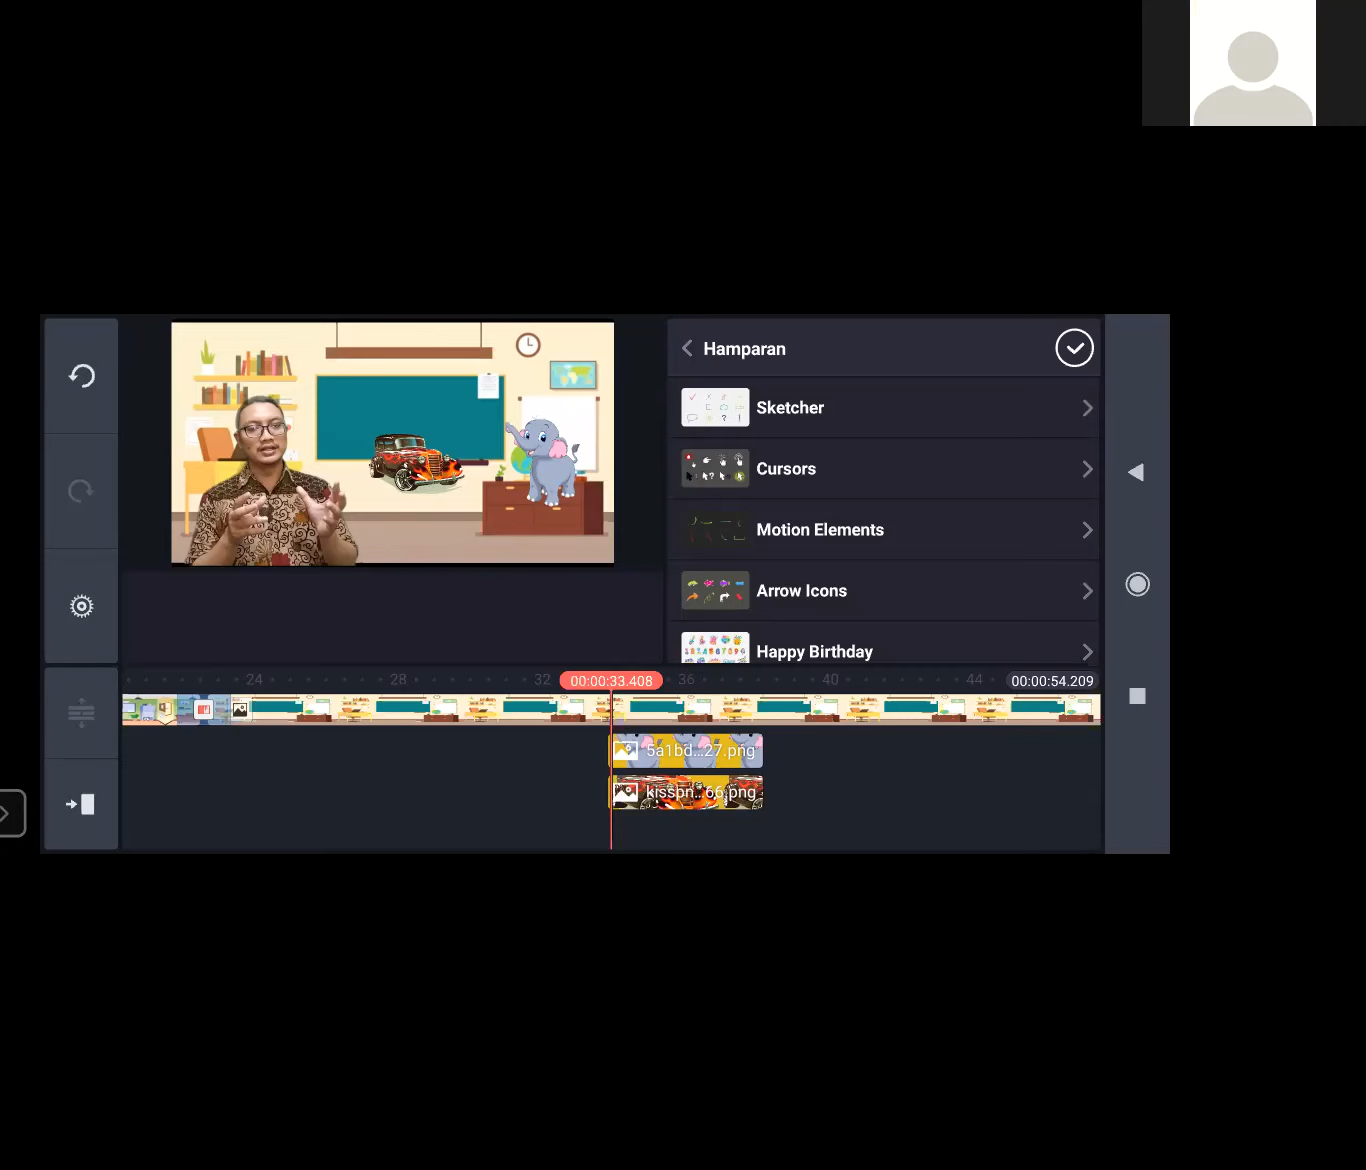 Hamparan
Sketcher
Cursors
Motion Elements
Arrow Icons
Happy Birthday
24
28
32
00:00:33.408
36
40
44
00:00:54.209
5a1bd...27.png
kisspn...66.png